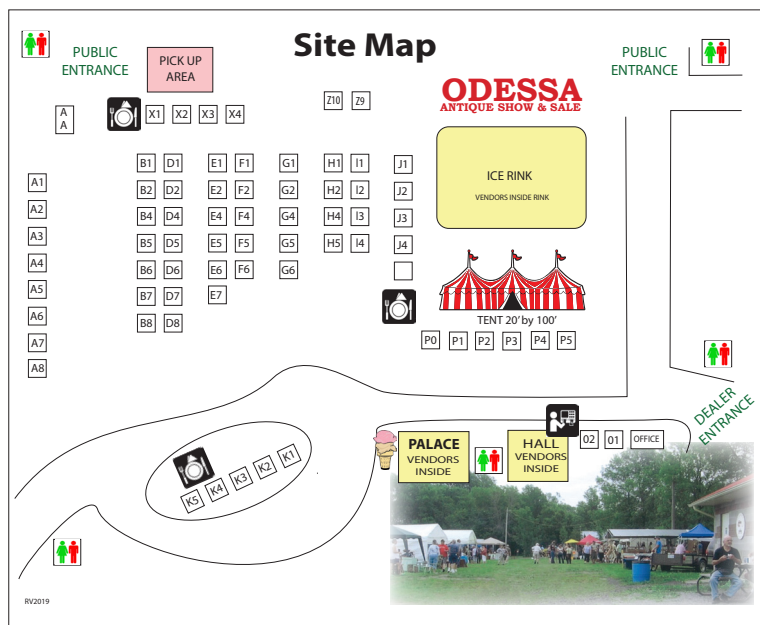 Site Map
PUBLIC
ENTRANCE
PICK UP
AREA
PUBLIC
ENTRANCE
ODESSA
ANTIQUE SHOW & SALE
Z10 Z9
A
A
X1 X2 X3 X4
ICE RINK
VENDORS INSIDE RINK
B1 D1 E1 F1 G1 H1 I1 J1
A1
B2 D2 E2 F2 G2 H2 I2 J2
A2
B4 D4 E4 F4 G4 H4 I3 J3
A3
B5 D5 E5 F5 G5 H5 I4 J4
A4
B6 D6 E6 F6 G6
A5
B7 D7 E7
A6
B8 D8
A7
A8
TENT 20' by 100'
P0 P1 P2 P3 P4 P5
DEALER
ENTRANCE
PALACE
VENDORS
INSIDE
HALL
VENDORS
INSIDE
02 01 OFFICE
K5 K4 K3 K2 K1
RV2019